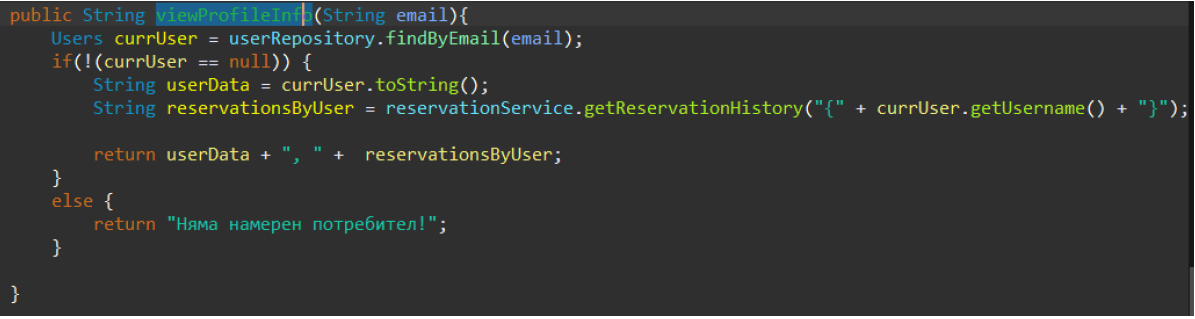 public String viewProfileInfo(String email){
Users currUser = userRepository.findByEmail(email);
if(!(currUser == null)) {
String userData = currUser.toString();
String reservationsByUser = reservationService.getReservationHistory("{" + currUser.getUsername() + "}");
return userData + ", " +  reservationsByUser;
}
else {
return "Няма намерен потребител!";
}
}